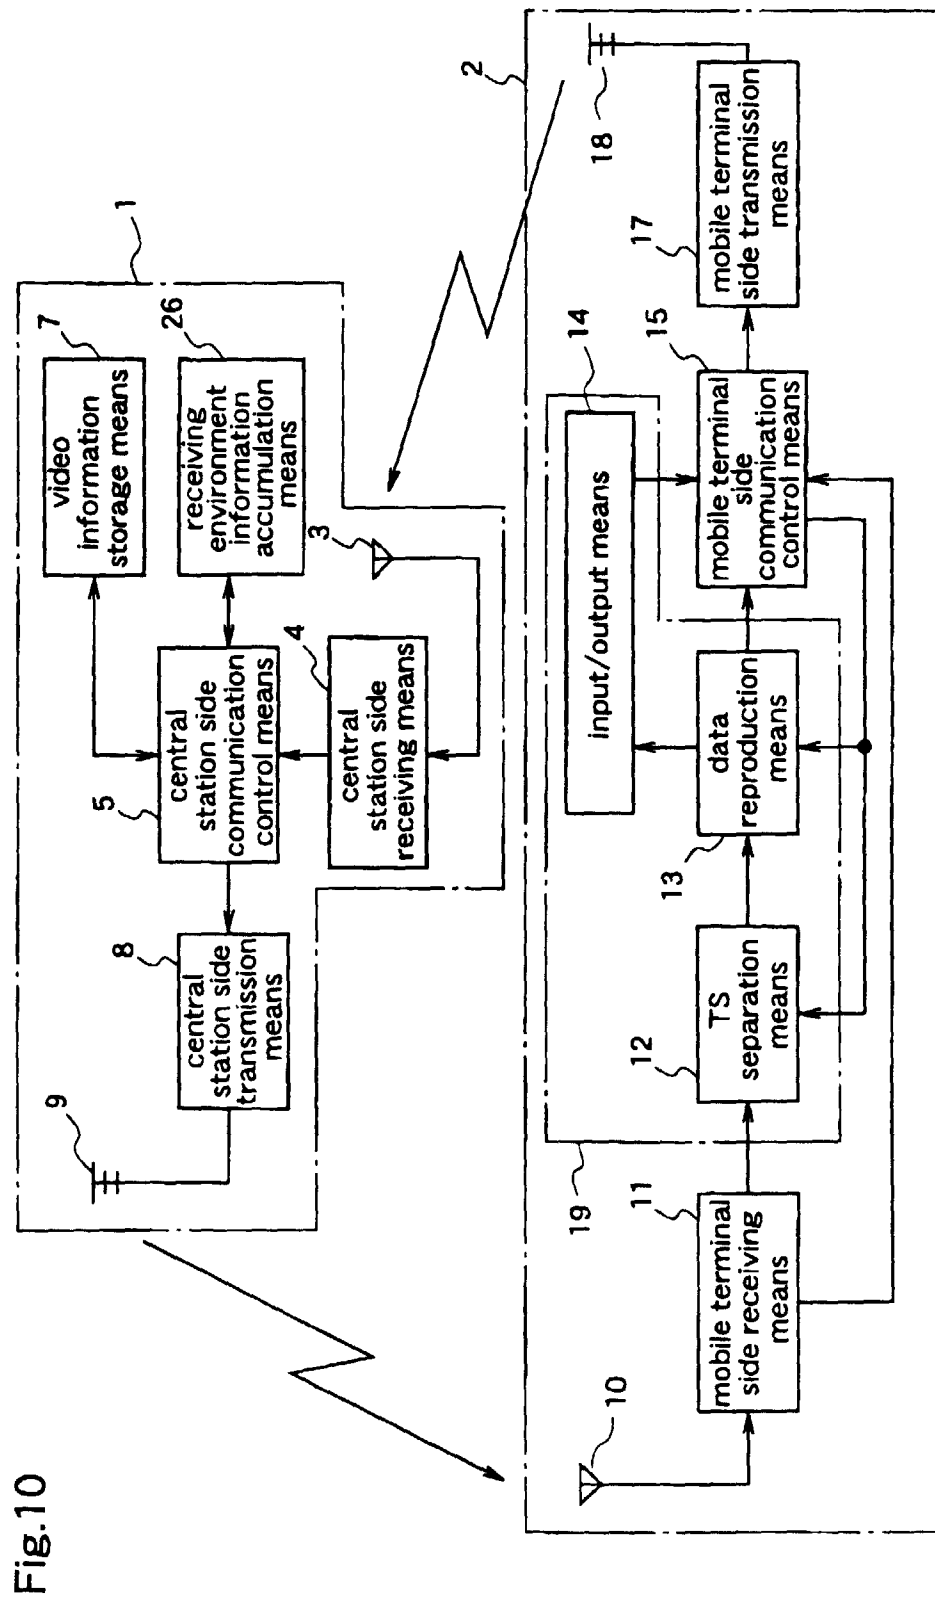 Fig.10
1
9
8
central
station side
transmission
means
5
central
station side
communication
control means
7
video
information
storage means
26
receiving
environment
information
accumulation
means
4
central
station side
receiving means
3
2
10
11
mobile terminal
side receiving
means
19
12
TS
separation
means
13
data
reproduction
means
14
input/output means
15
mobile terminal
side
communication
control means
17
mobile terminal
side transmission
means
18